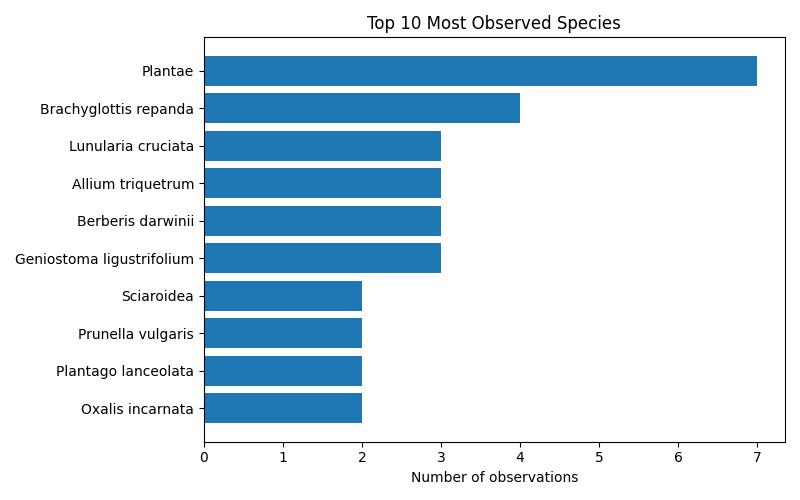 Top 10 Most Observed Species
Plantae
Brachyglottis repanda
Lunularia cruciata
Allium triquetrum
Berberis darwinii
Geniostoma ligustrifolium
Sciaroidea
Prunella vulgaris
Plantago lanceolata
Oxalis incarnata
0 1 2 3 4 5 6 7
Number of observations